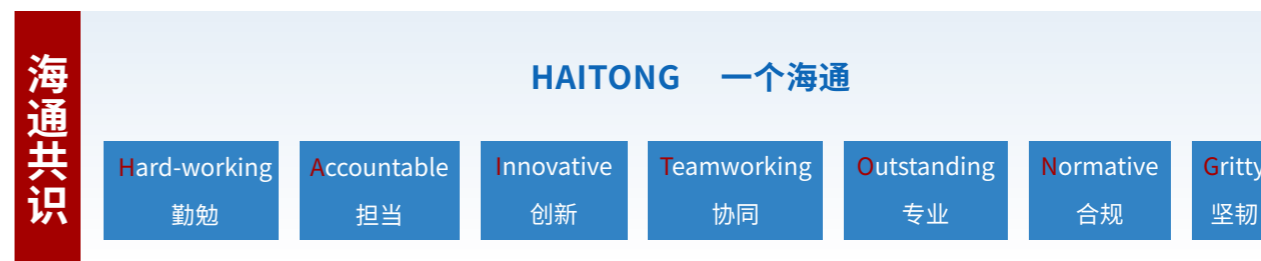 海通共识
HAITONG 一个海通
Hard-working
勤勉
Accountable
担当
Innovative
创新
Teamworking
协同
Outstanding
专业
Normative
合规
Gritty
坚韧